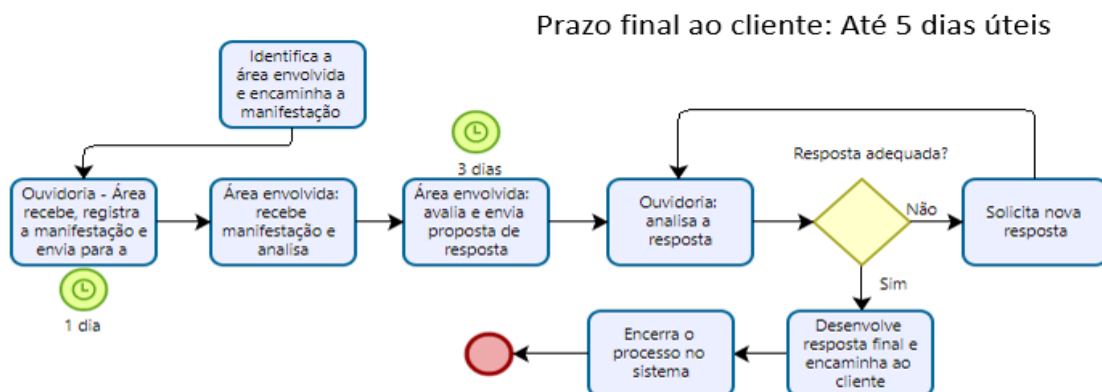 Prazo final ao cliente: Até 5 dias úteis
Identifica a
área envolvida
e encaminha a
manifestação
3 dias
Resposta adequada?
Ouvidoria - Área
recebe, registra
a manifestação e
envia para a
Área envolvida:
recebe
manifestação e
analisa
Área envolvida:
avalia e envia
proposta de
resposta
Ouvidoria:
analisa a
resposta
Não
Solicita nova
resposta
1 dia
Sim
Encerra o
processo no
sistema
Desenvolve
resposta final e
encaminha ao
cliente